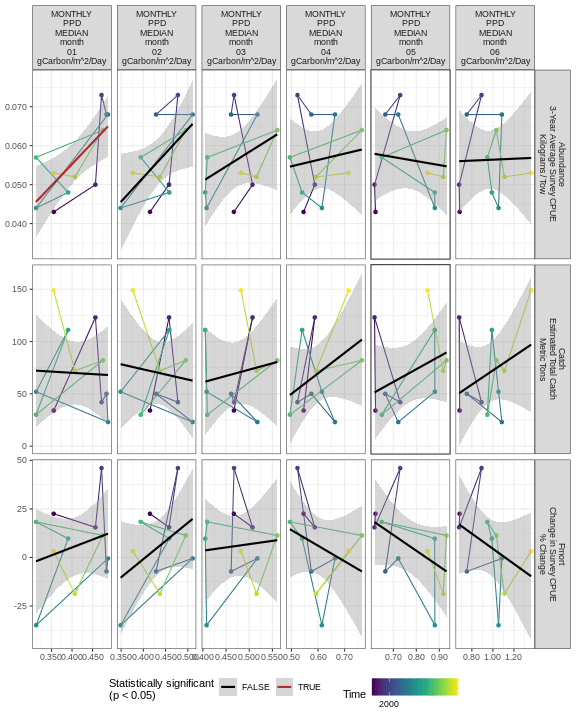 MONTHLY
PPD
MEDIAN
month
01
gCarbon/m^2/Day
MONTHLY
PPD
MEDIAN
month
02
gCarbon/m^2/Day
MONTHLY
PPD
MEDIAN
month
03
gCarbon/m^2/Day
MONTHLY
PPD
MEDIAN
month
04
gCarbon/m^2/Day
MONTHLY
PPD
MEDIAN
month
05
gCarbon/m^2/Day
MONTHLY
PPD
MEDIAN
month
06
gCarbon/m^2/Day
0.070
0.060
0.050
0.040
Abundance
3-Year Average Survey CPUE
Kilograms / Tow
150
100
50
0
Catch
Estimated Total Catch
Metric Tons
50
25
0
-25
Fmort
Change in Survey CPUE
% Change
0.350 0.400 0.450
0.400 0.450 0.500
0.400 0.450 0.500 0.550
0.50 0.60 0.70
0.70 0.80 0.90
0.80 1.00 1.20
Statistically significant
(p < 0.05)
FALSE
TRUE
Time
2000